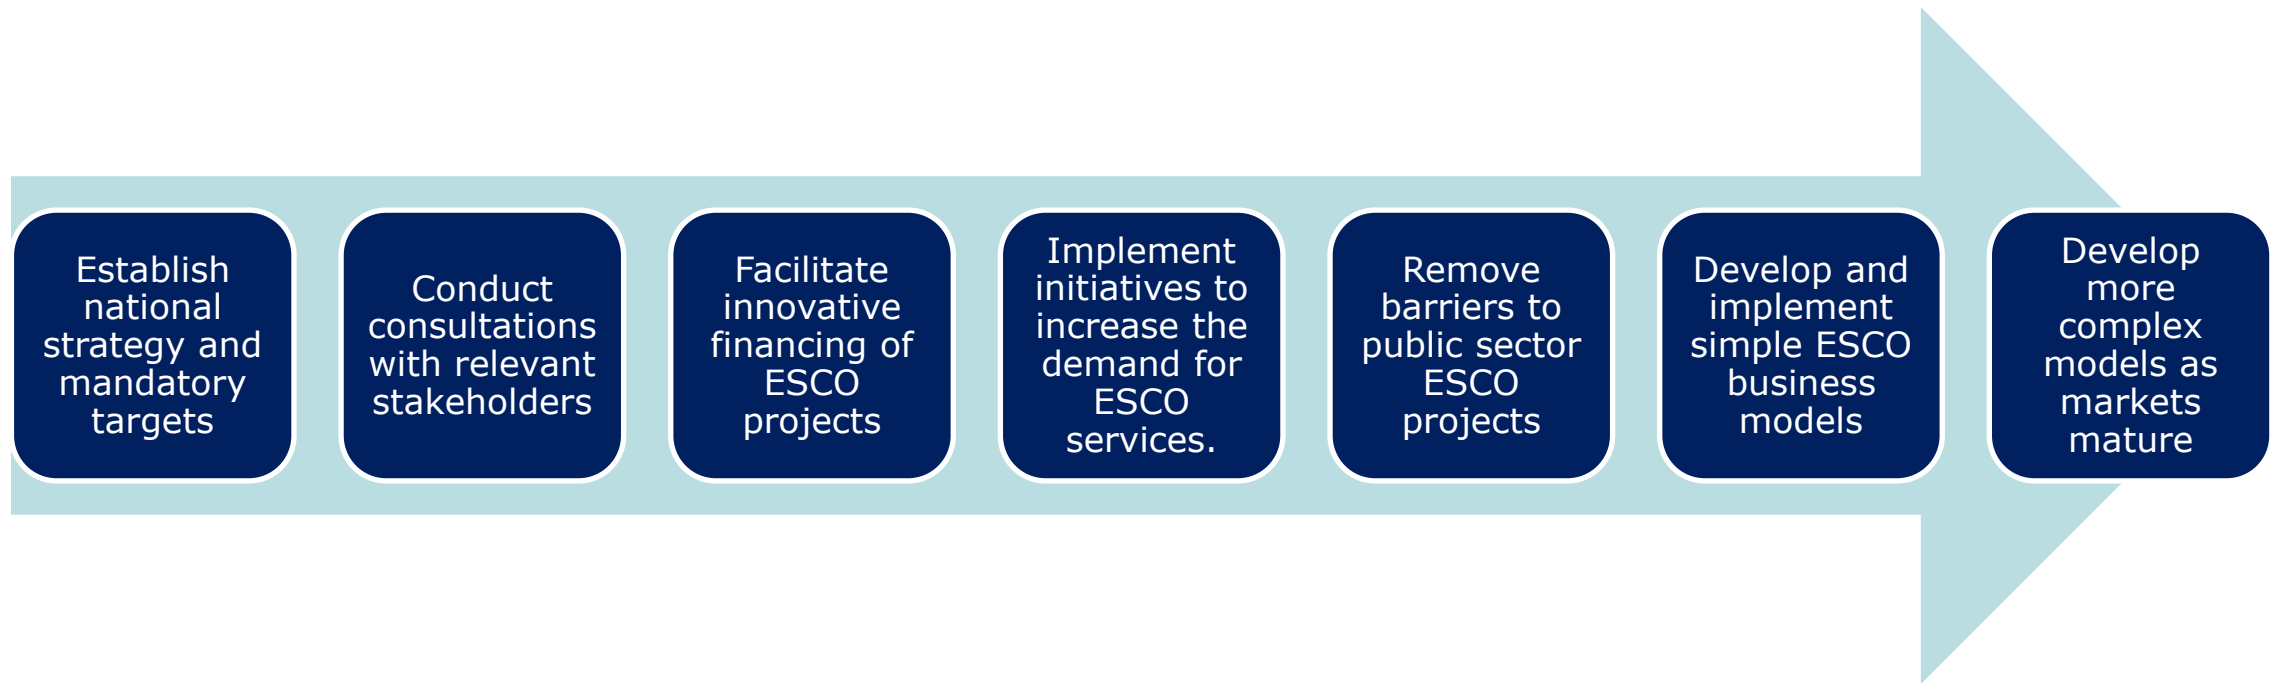 Establish
national
strategy and
mandatory
targets
Conduct
consultations
with relevant
stakeholders
Facilitate
innovative
financing of
ESCO
projects
Implement
initiatives to
increase the
demand for
ESCO
services.
Remove
barriers to
public sector
ESCO
projects
Develop and
implement
simple ESCO
business
models
Develop
more
complex
models as
markets
mature